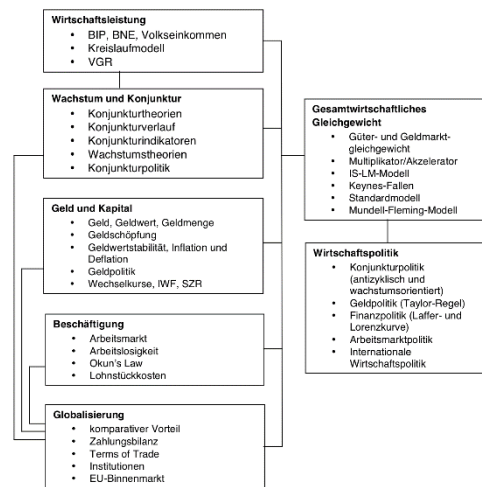 Wirtschaftsleistung
• BIP, BNE, Volkseinkommen
• Kreislaufmodell
• VGR
Wachstum und Konjunktur
• Konjunkturtheorien
• Konjunkturverlauf
• Konjunkturindikatoren
• Wachstumstheorien
• Konjunkturpolitik
Geld und Kapital
• Geld, Geldwert, Geldmenge
• Geldschöpfung
• Geldwertstabilität, Inflation und
Deflation
• Geldpolitik
• Wechselkurse, IWF, SZR
Beschäftigung
• Arbeitsmarkt
• Arbeitslosigkeit
• Okun's Law
• Lohnstückkosten
Globalisierung
• komparativer Vorteil
• Zahlungsbilanz
• Terms of Trade
• Institutionen
• EU-Binnenmarkt
Gesamtwirtschaftliches
Gleichgewicht
• Güter- und Geldmarkt-
gleichgewicht
• Multiplikator/Akzelerator
• IS-LM-Modell
• Keynes-Fallen
• Standardmodell
• Mundell-Fleming-Modell
Wirtschaftspolitik
• Konjunkturpolitik
(antizyklisch und
wachstumsorientiert)
• Geldpolitik (Taylor-Regel)
• Finanzpolitik (Laffer- und
Lorenzkurve)
• Arbeitsmarktpolitik
• Internationale
Wirtschaftspolitik